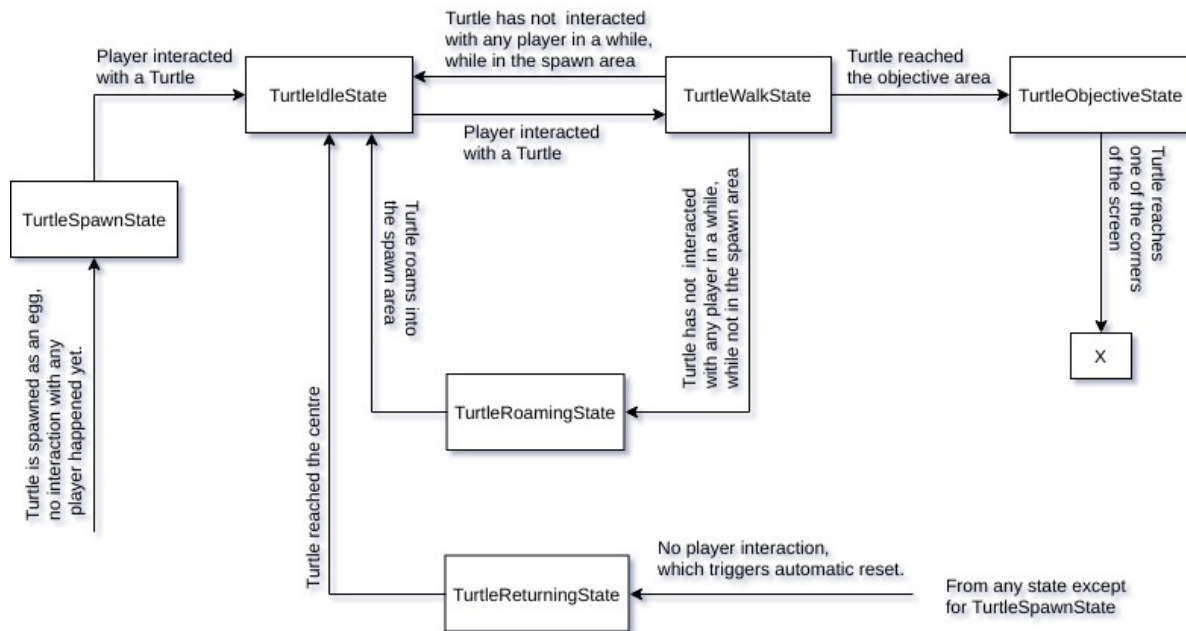 Turtle has not interacted
with any player in a while,
while in the spawn area
Player interacted
with a Turtle
TurtleIdleState
TurtleWalkState
Turtle reached
the objective area
TurtleObjectiveState
Player interacted
with a Turtle
TurtleSpawnState
Turtle roams into
the spawn area
Turtle has not interacted
with any player in a while,
while not in the spawn area
Turtle reaches
one of the corners
of the screen
X
Turtle is spawned as an egg,
no interaction with any
player happened yet.
TurtleRoamingState
Turtle reached the centre
No player interaction,
which triggers automatic reset.
TurtleReturningState
From any state except
for TurtleSpawnState